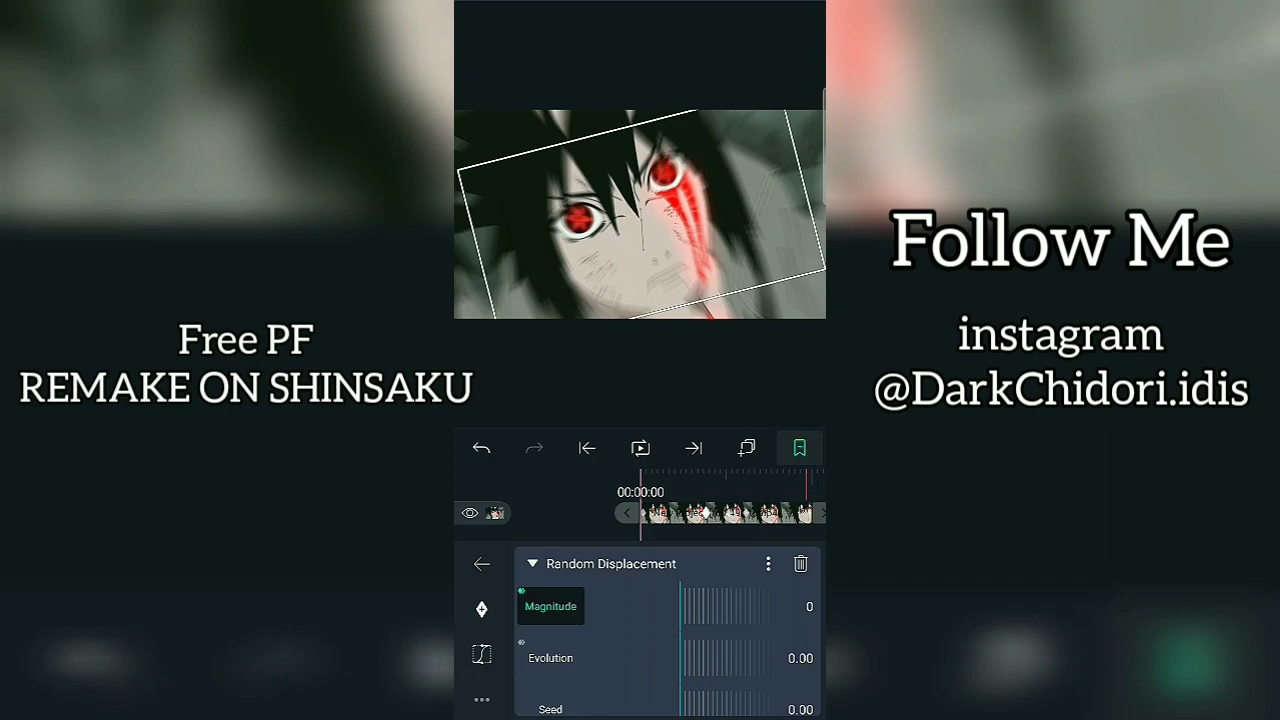 Free PF
REMAKE ON SHINSAKU
Follow Me
instagram
@DarkChidori.idis
00:00:00
Random Displacement
Magnitude
0
Evolution
0.00
Seed
0.00